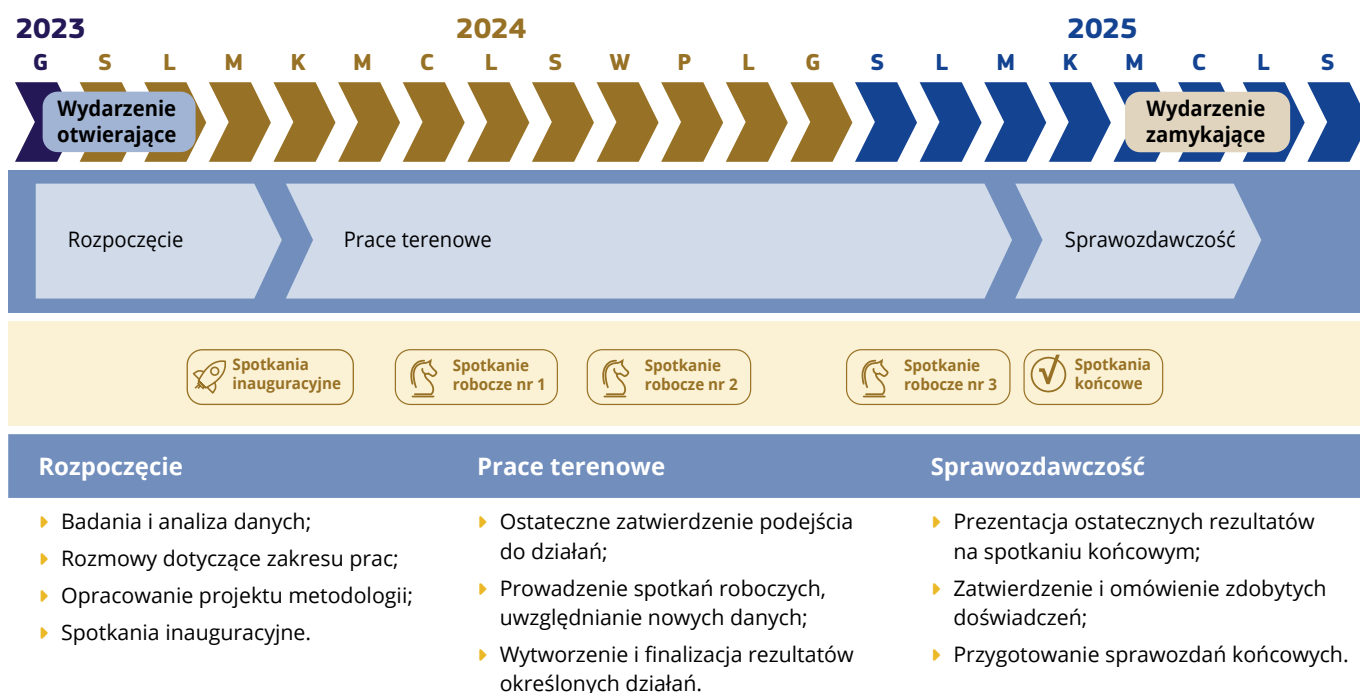 2023 2024 2025
G S L M K M C L S W P L G S L M K M C L S
Wydarzenie
otwierające
Wydarzenie
zamykające
Rozpoczęcie
Prace terenowe
Sprawozdawczość
Spotkania
inauguracyjne
Spotkanie
robocze nr 1
Spotkanie
robocze nr 2
Spotkanie
robocze nr 3
Spotkania
końcowe
Rozpoczęcie
Badania i analiza danych;
Rozmowy dotyczące zakresu prac;
Opracowanie projektu metodologii;
Spotkania inauguracyjne.
Prace terenowe
Ostateczne zatwierdzenie podejścia
do działań;
Prowadzenie spotkań roboczych,
uwzględnianie nowych danych;
Wytworzenie i finalizacja rezultatów
określonych działań.
Sprawozdawczość
Prezentacja ostatecznych rezultatów
na spotkaniu końcowym;
Zatwierdzenie i omówienie zdobytych
doświadczeń;
Przygotowanie sprawozdań końcowych.